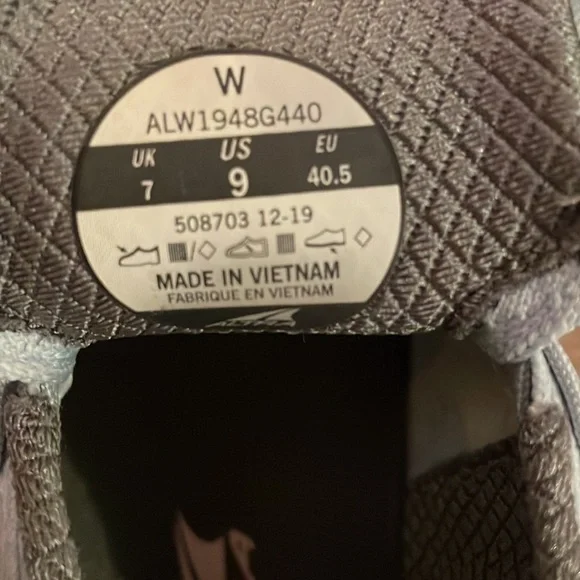 W
ALW1948G440
UK US EU
7 9 40.5
508703 12-19
MADE IN VIETNAM
FABRIQUE EN VIETNAM